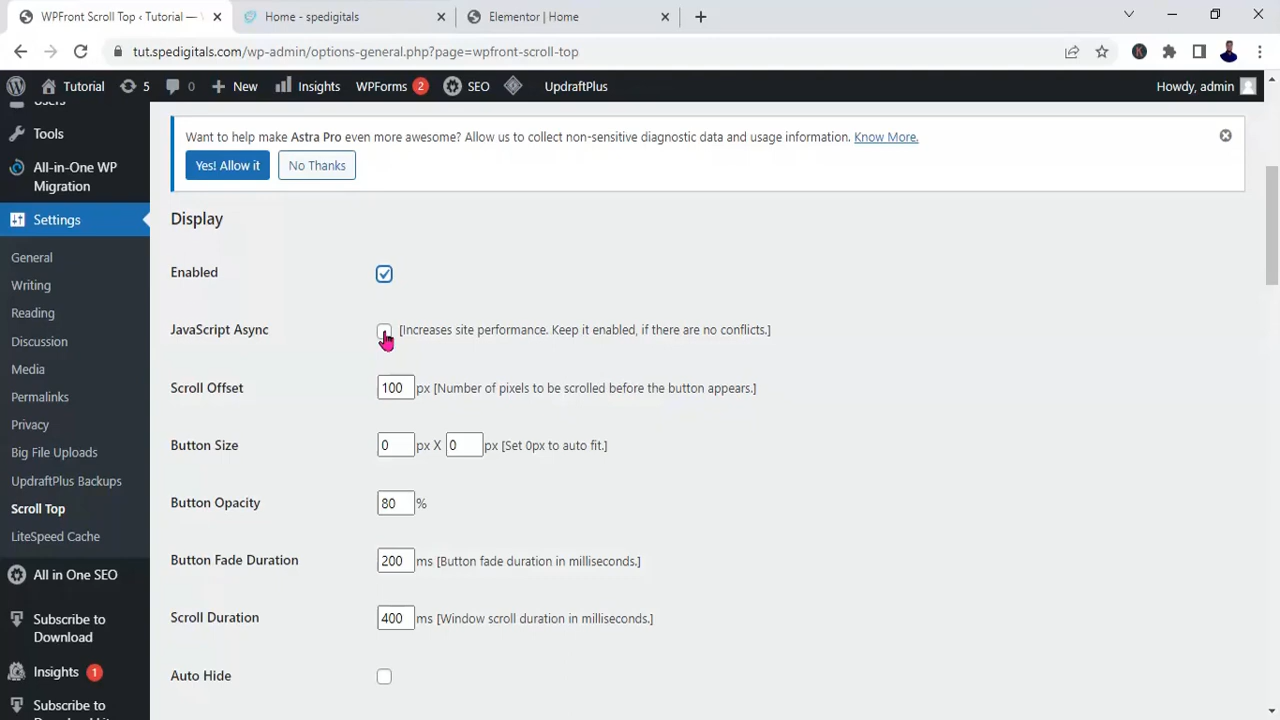 WPFront Scroll Top ‹ Tutorial —
Home - spedigitals
Elementor | Home
tut.spedigitals.com/wp-admin/options-general.php?page=wpfront-scroll-top
K
Tutorial
5
0
New
Insights
WPForms 2
SEO
UpdraftPlus
Howdy, admin
Users
Tools
All-in-One WP
Migration
Settings
General
Writing
Reading
Discussion
Media
Permalinks
Privacy
Big File Uploads
UpdraftPlus Backups
Scroll Top
LiteSpeed Cache
All in One SEO
Subscribe to
Download
Insights 1
Subscribe to
Want to help make Astra Pro even more awesome? Allow us to collect non-sensitive diagnostic data and usage information. Know More.
Yes! Allow it
No Thanks
Display
Enabled
JavaScript Async [Increases site performance. Keep it enabled, if there are no conflicts.]
Scroll Offset 100 px [Number of pixels to be scrolled before the button appears.]
Button Size 0 px X 0 px [Set 0px to auto fit.]
Button Opacity 80 %
Button Fade Duration 200 ms [Button fade duration in milliseconds.]
Scroll Duration 400 ms [Window scroll duration in milliseconds.]
Auto Hide